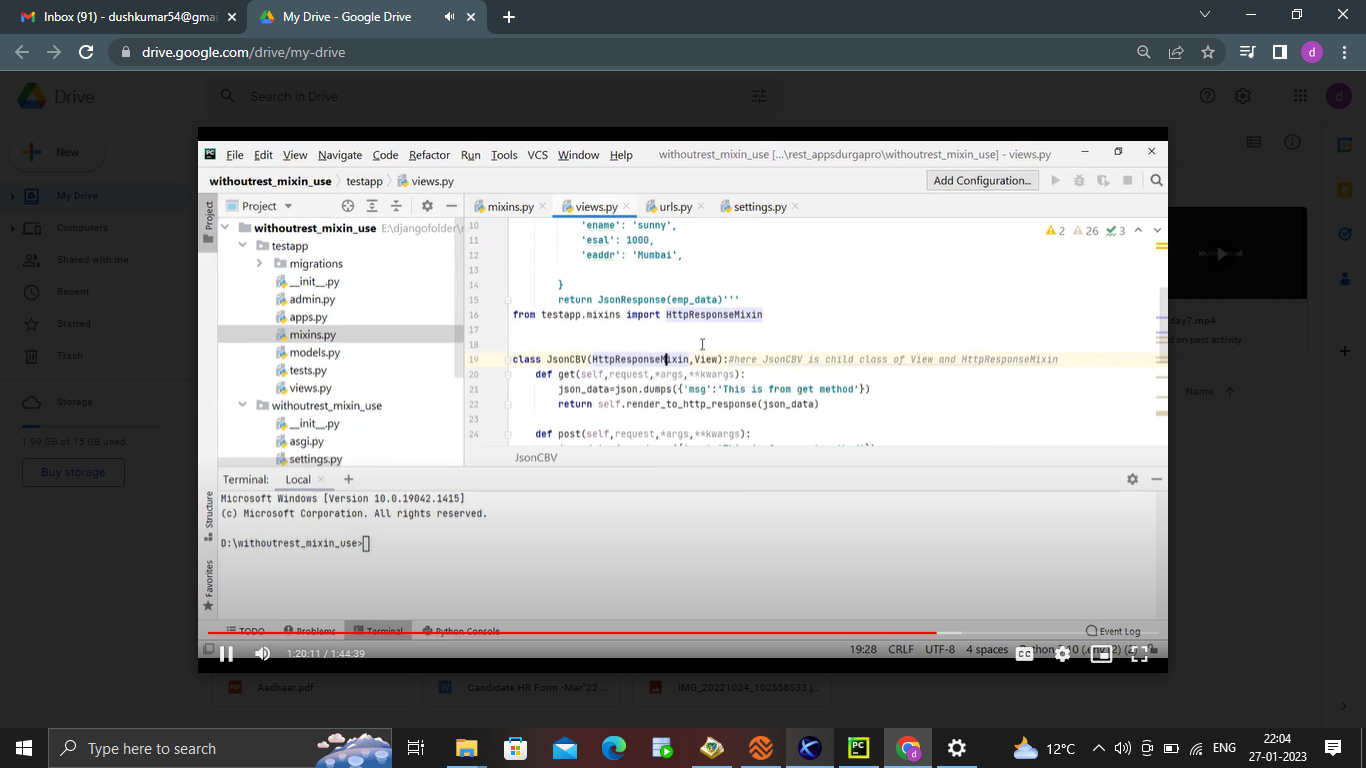 Inbox (91) - dushkumar54@gmai
My Drive - Google Drive
drive.google.com/drive/my-drive
d
Drive
Search in Drive
d
New
My Drive
Computers
Shared with me
Recent
Starred
Trash
Storage
1.99 GB of 15 GB used
Buy storage
File Edit View Navigate Code Refactor Run Tools VCS Window Help
withoutrest_mixin_use [...\rest_appsdurgapro\withoutrest_mixin_use] - views.py
withoutrest_mixin_use testapp views.py
Add Configuration...
Project
mixins.py views.py urls.py settings.py
Project
withoutrest_mixin_use E:\djangofolder\r
testapp
migrations
__init__.py
admin.py
apps.py
mixins.py
models.py
tests.py
views.py
withoutrest_mixin_use
__init__.py
asgi.py
settings.py
2 26 3
10 'ename': 'sunny',
11 'esal': 1000,
12 'eaddr': 'Mumbai',
13
14 }
15 return JsonResponse(emp_data)'''
16 from testapp.mixins import HttpResponseMixin
17
18
19 class JsonCBV(HttpResponseMixin,View):#here JsonCBV is child class of View and HttpResponseMixin
20 def get(self,request,*args,**kwargs):
21 json_data=json.dumps({'msg':'This is from get method'})
22 return self.render_to_http_response(json_data)
23
24 def post(self,request,*args,**kwargs):
JsonCBV
Terminal: Local
Microsoft Windows [Version 10.0.19042.1415]
(c) Microsoft Corporation. All rights reserved.
D:\withoutrest_mixin_use>
Structure
Favorites
TODO Problems Terminal Python Console
Event Log
1:20:11 / 1:44:39
19:28 CRLF UTF-8 4 spaces
CC
day7.mp4
d on past activity
Name
Aadhaar.pdf
Candidate HR Form -Mar'22 ...
IMG_20221024_102558533.j...
Type here to search
12°C
ENG
22:04
27-01-2023